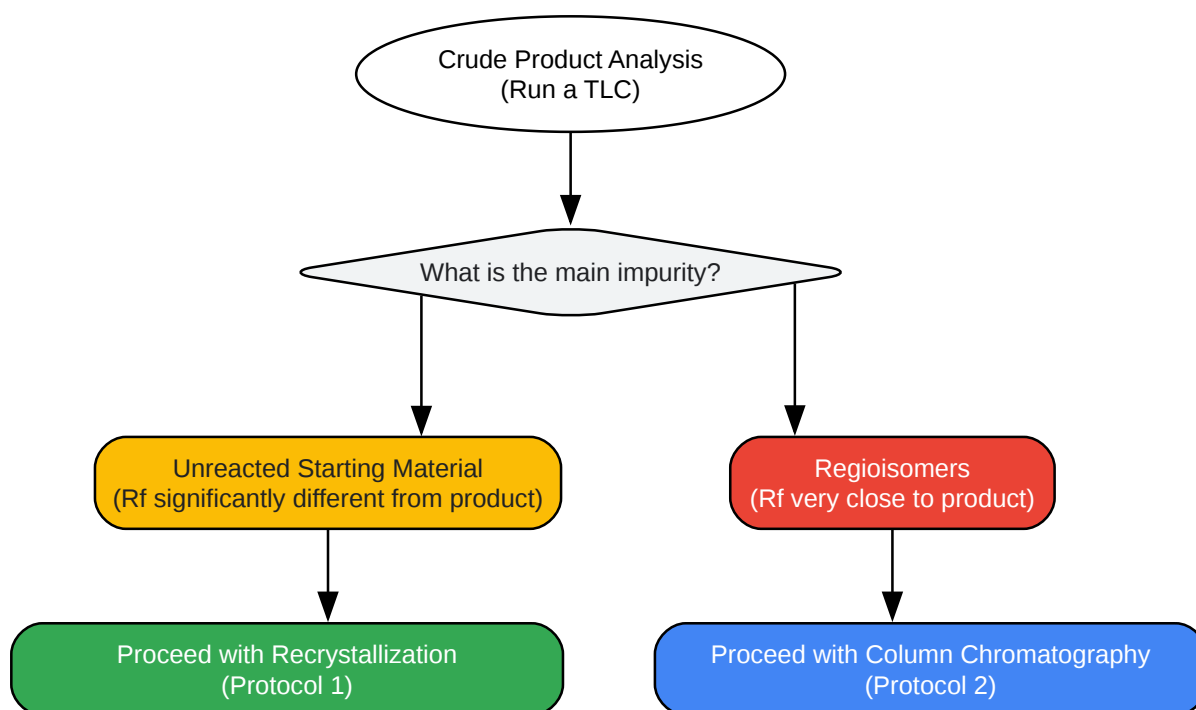 Crude Product Analysis
(Run a TLC)
What is the main impurity?
Unreacted Starting Material
(Rf significantly different from product)
Regioisomers
(Rf very close to product)
Proceed with Recrystallization
(Protocol 1)
Proceed with Column Chromatography
(Protocol 2)